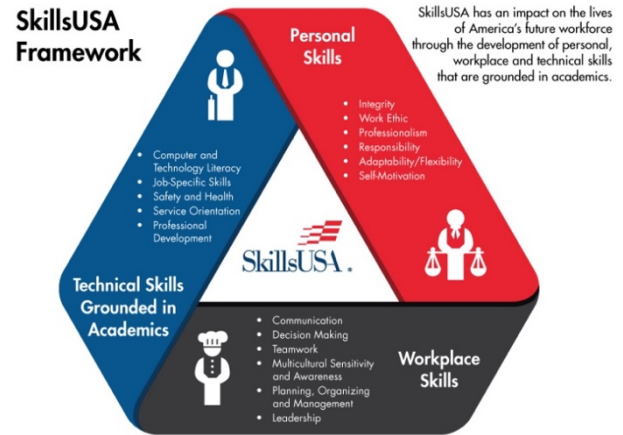 SkillsUSA
Framework
SkillsUSA has an impact on the lives
of America's future workforce
through the development of personal,
workplace and technical skills
that are grounded in academics.
Personal
Skills
• Integrity
• Work Ethic
• Professionalism
• Responsibility
• Adaptability/Flexibility
• Self-Motivation
• Computer and
Technology Literacy
• Job-Specific Skills
• Safety and Health
• Service Orientation
• Professional
Development
Technical Skills
Grounded in
Academics
SkillsUSA®
• Communication
• Decision Making
• Teamwork
• Multicultural Sensitivity
and Awareness
• Planning, Organizing
and Management
• Leadership
Workplace
Skills